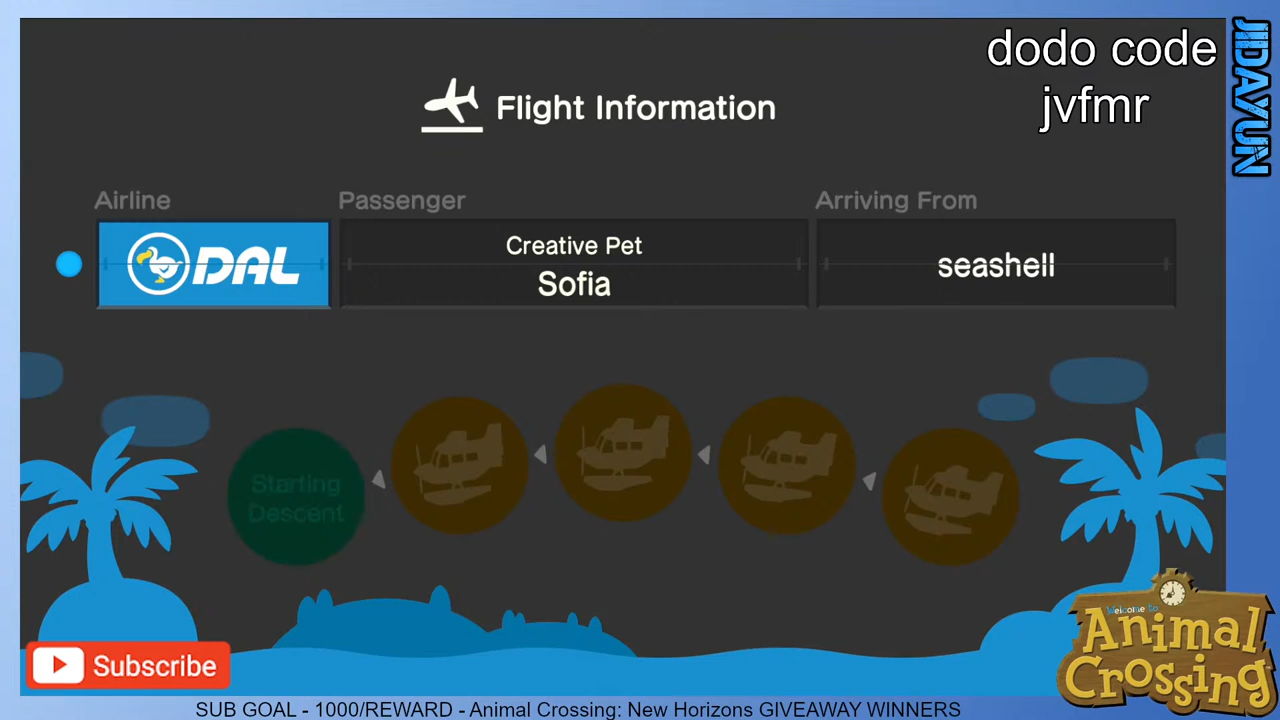 dodo code
jvfmr
JIDAVUN
Flight Information
Airline
Passenger
Arriving From
DAL
Creative Pet
Sofia
seashell
Starting
Descent
Welcome to
Animal
Crossing
Subscribe
SUB GOAL - 1000/REWARD - Animal Crossing: New Horizons GIVEAWAY WINNERS